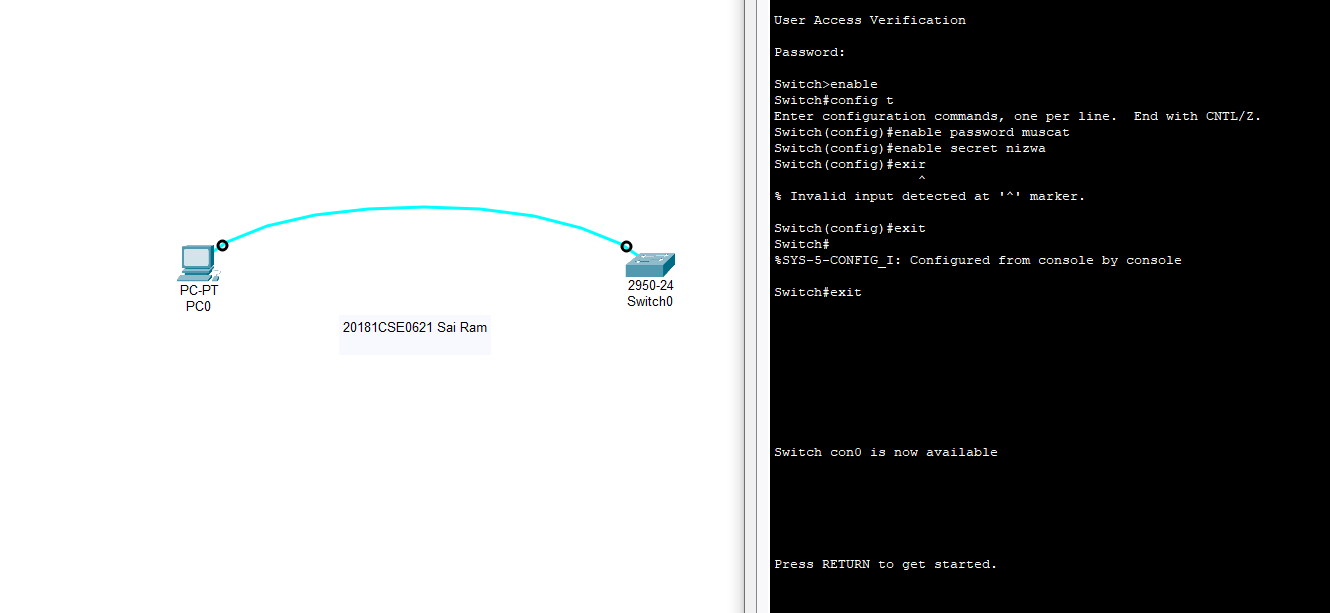 PC-PT
PC0
2950-24
Switch0
20181CSE0621 Sai Ram
User Access Verification
Password:
Switch>enable
Switch#config t
Enter configuration commands, one per line.  End with CNTL/Z.
Switch(config)#enable password muscat
Switch(config)#enable secret nizwa
Switch(config)#exir
^
% Invalid input detected at '^' marker.
Switch(config)#exit
Switch#
%SYS-5-CONFIG_I: Configured from console by console
Switch#exit
Switch con0 is now available
Press RETURN to get started.